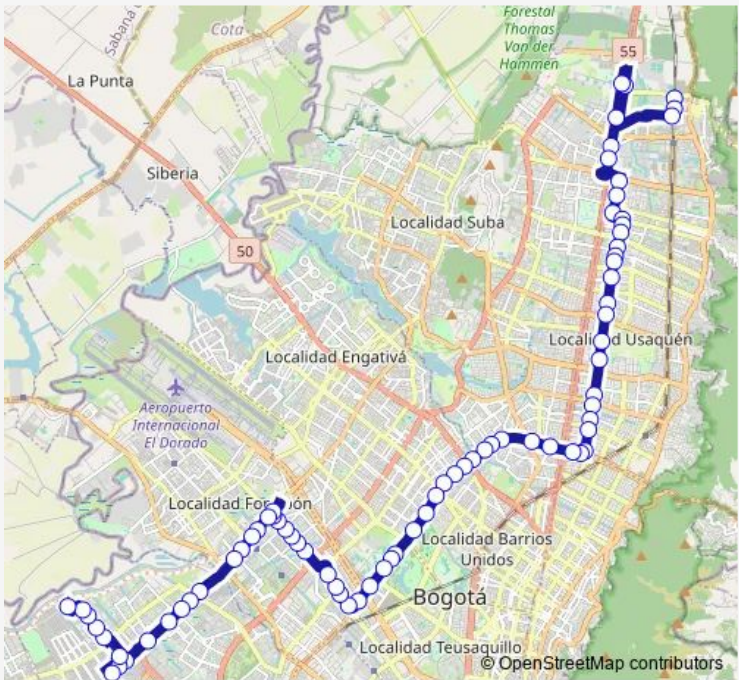 Forestal
Thomas
Van der
Hammen
Cota
Sabana
55
La Punta
Siberia
Localidad Suba
50
Localidad Usaquén
Localidad Engativá
Aeropuerto
Internacional
El Dorado
Localidad Barrios
Unidos
Bogotá
Localidad Teusaquillo
© OpenStreetMap contributors